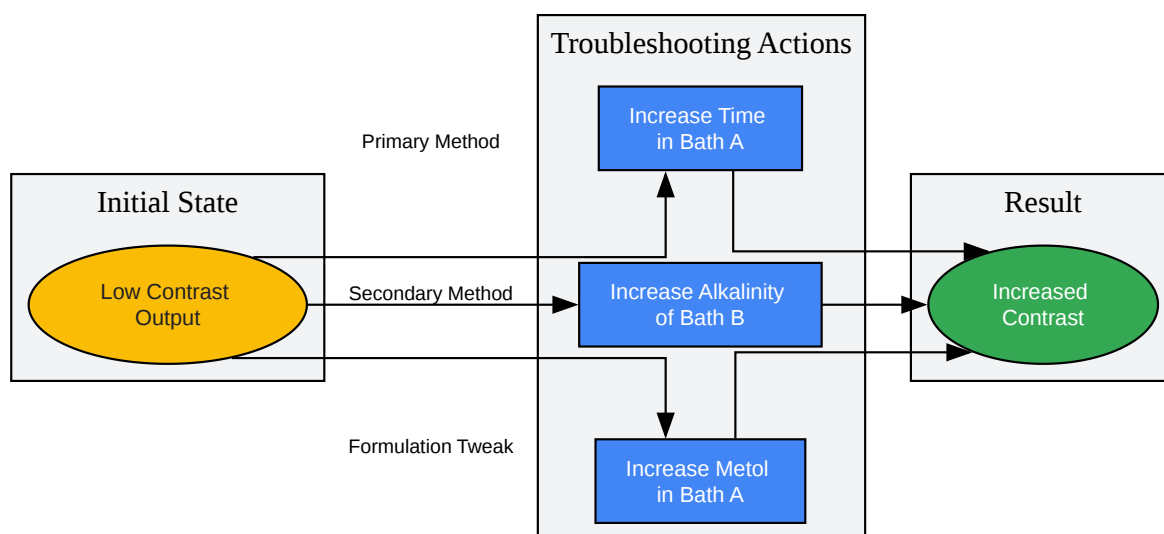 Troubleshooting Actions
Increase Time
in Bath A
Primary Method
Initial State
Result
Low Contrast
Output
Secondary Method
Increase Alkalinity
of Bath B
Increased
Contrast
Formulation Tweak
Increase Metol
in Bath A